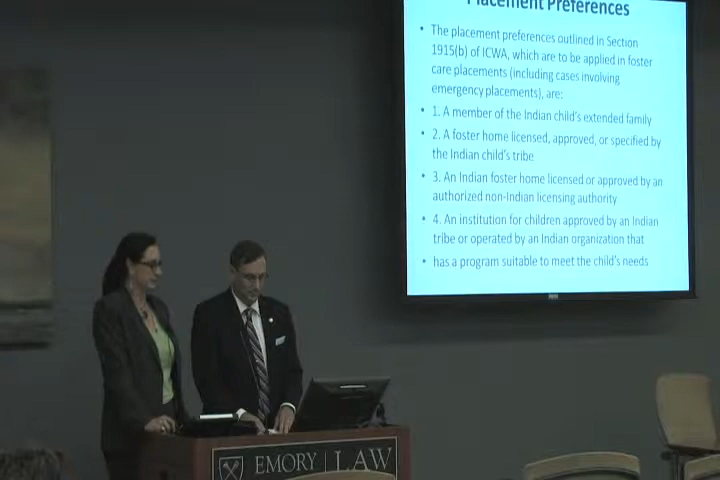 Placement Preferences
• The placement preferences outlined in Section
1915(b) of ICWA, which are to be applied in foster
care placements (including cases involving
emergency placements), are:
• 1. A member of the Indian child's extended family
• 2. A foster home licensed, approved, or specified by
the Indian child's tribe
• 3. An Indian foster home licensed or approved by an
authorized non-Indian licensing authority
• 4. An institution for children approved by an Indian
tribe or operated by an Indian organization that
• has a program suitable to meet the child's needs
EMORY | LAW